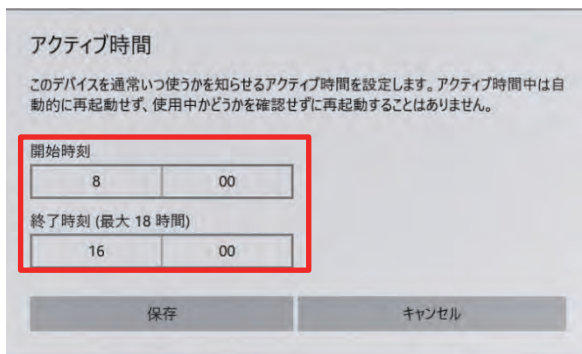 アクティブ時間
このデバイスを通常いつ使うかを知らせるアクティブ時間を設定します。アクティブ時間中は自
動的に再起動せず、使用中かどうかを確認せずに再起動することはありません。
開始時刻
8 00
終了時刻 (最大 18 時間)
16 00
保存 キャンセル